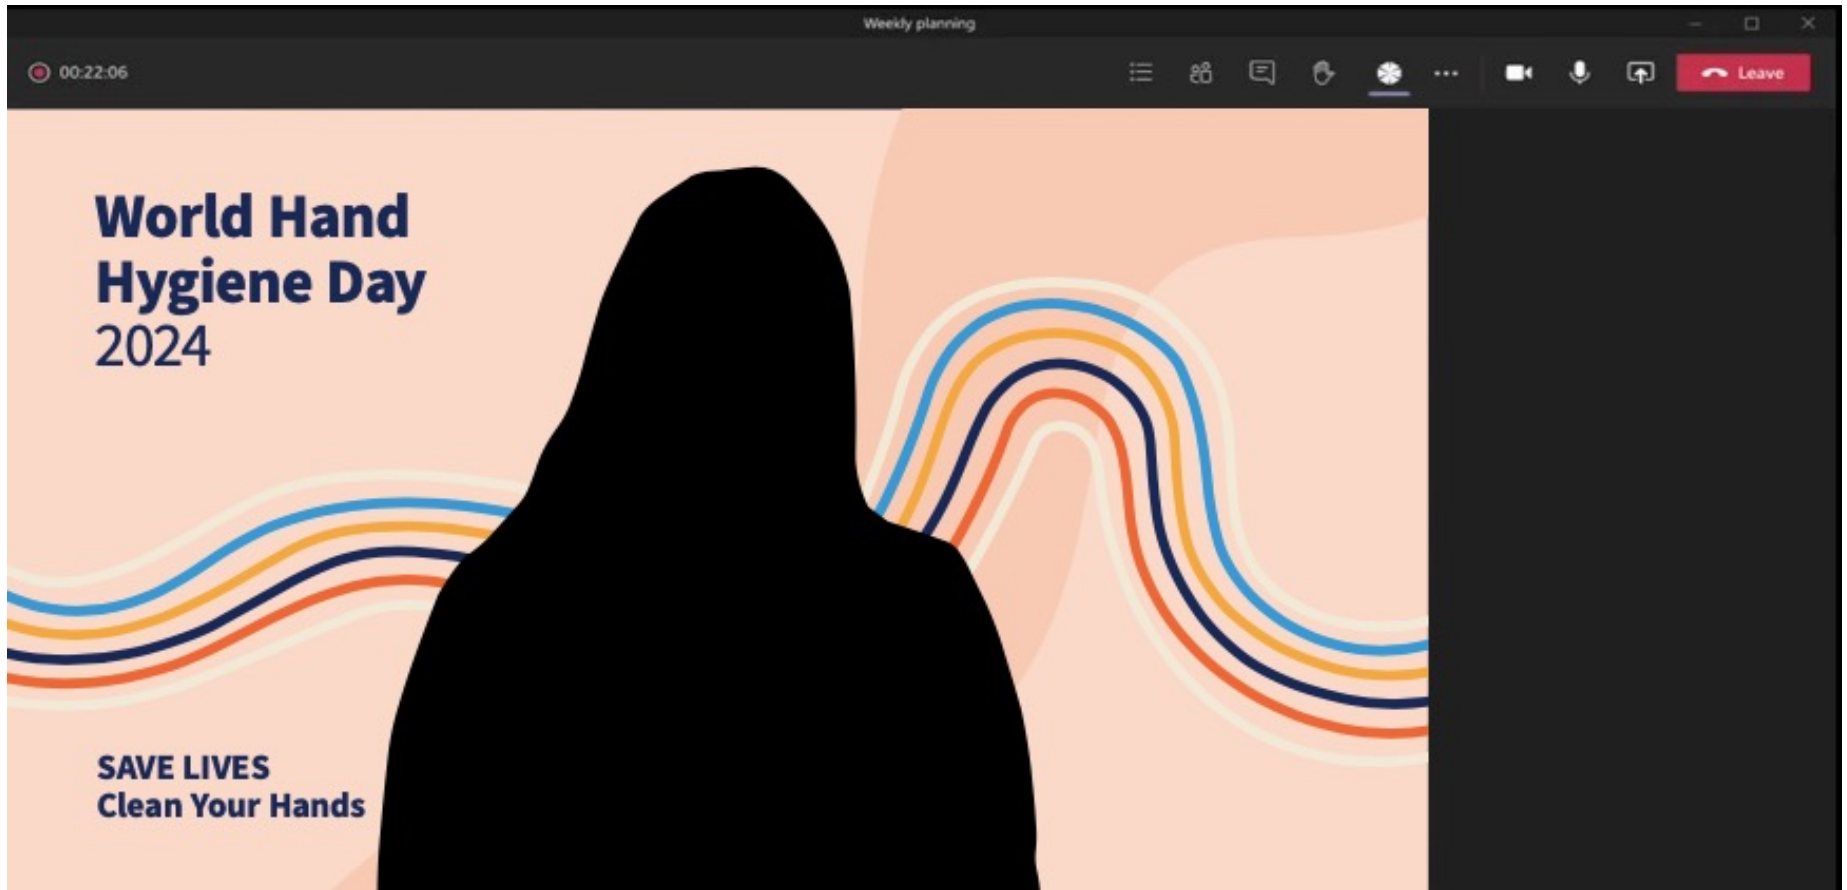 Weekly planning
00:22:06
Leave
World Hand
Hygiene Day
2024
SAVE LIVES
Clean Your Hands